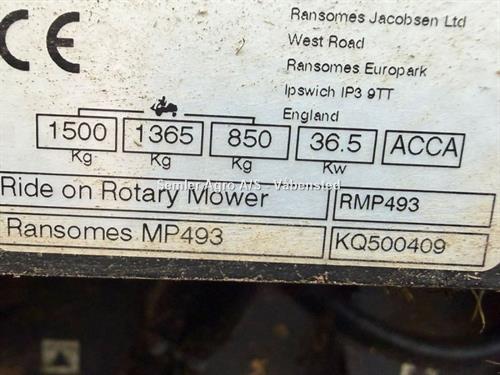 CE
Ransomes Jacobsen Ltd
West Road
Ransomes Europark
Ipswich IP3 9TT
England
1500 1365 850 36.5 ACCA
Kg Kg Kg Kw
Semler Agro A/S - Våbensted
Ride on Rotary Mower RMP493
Ransomes MP493 KQ500409